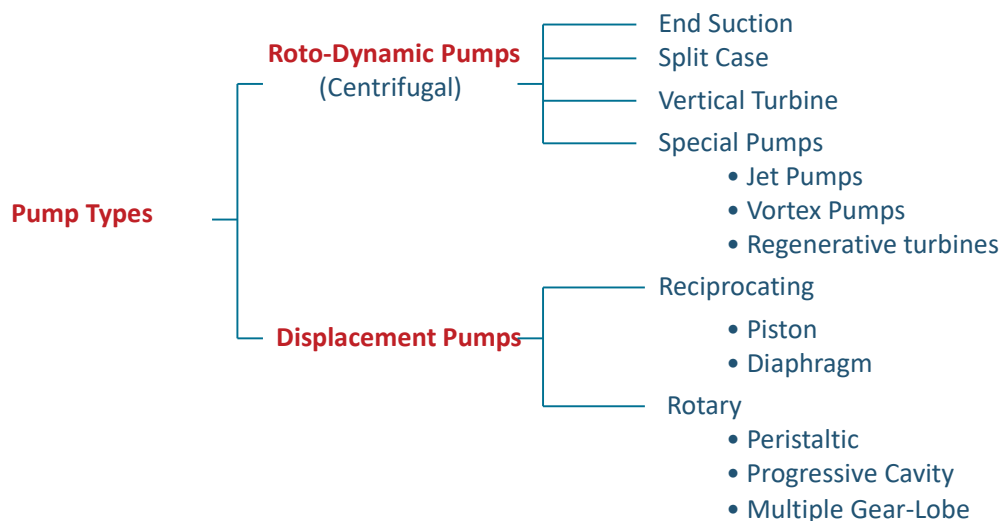 Pump Types
Roto-Dynamic Pumps
(Centrifugal)
End Suction
Split Case
Vertical Turbine
Special Pumps
• Jet Pumps
• Vortex Pumps
• Regenerative turbines
Displacement Pumps
Reciprocating
• Piston
• Diaphragm
Rotary
• Peristaltic
• Progressive Cavity
• Multiple Gear-Lobe